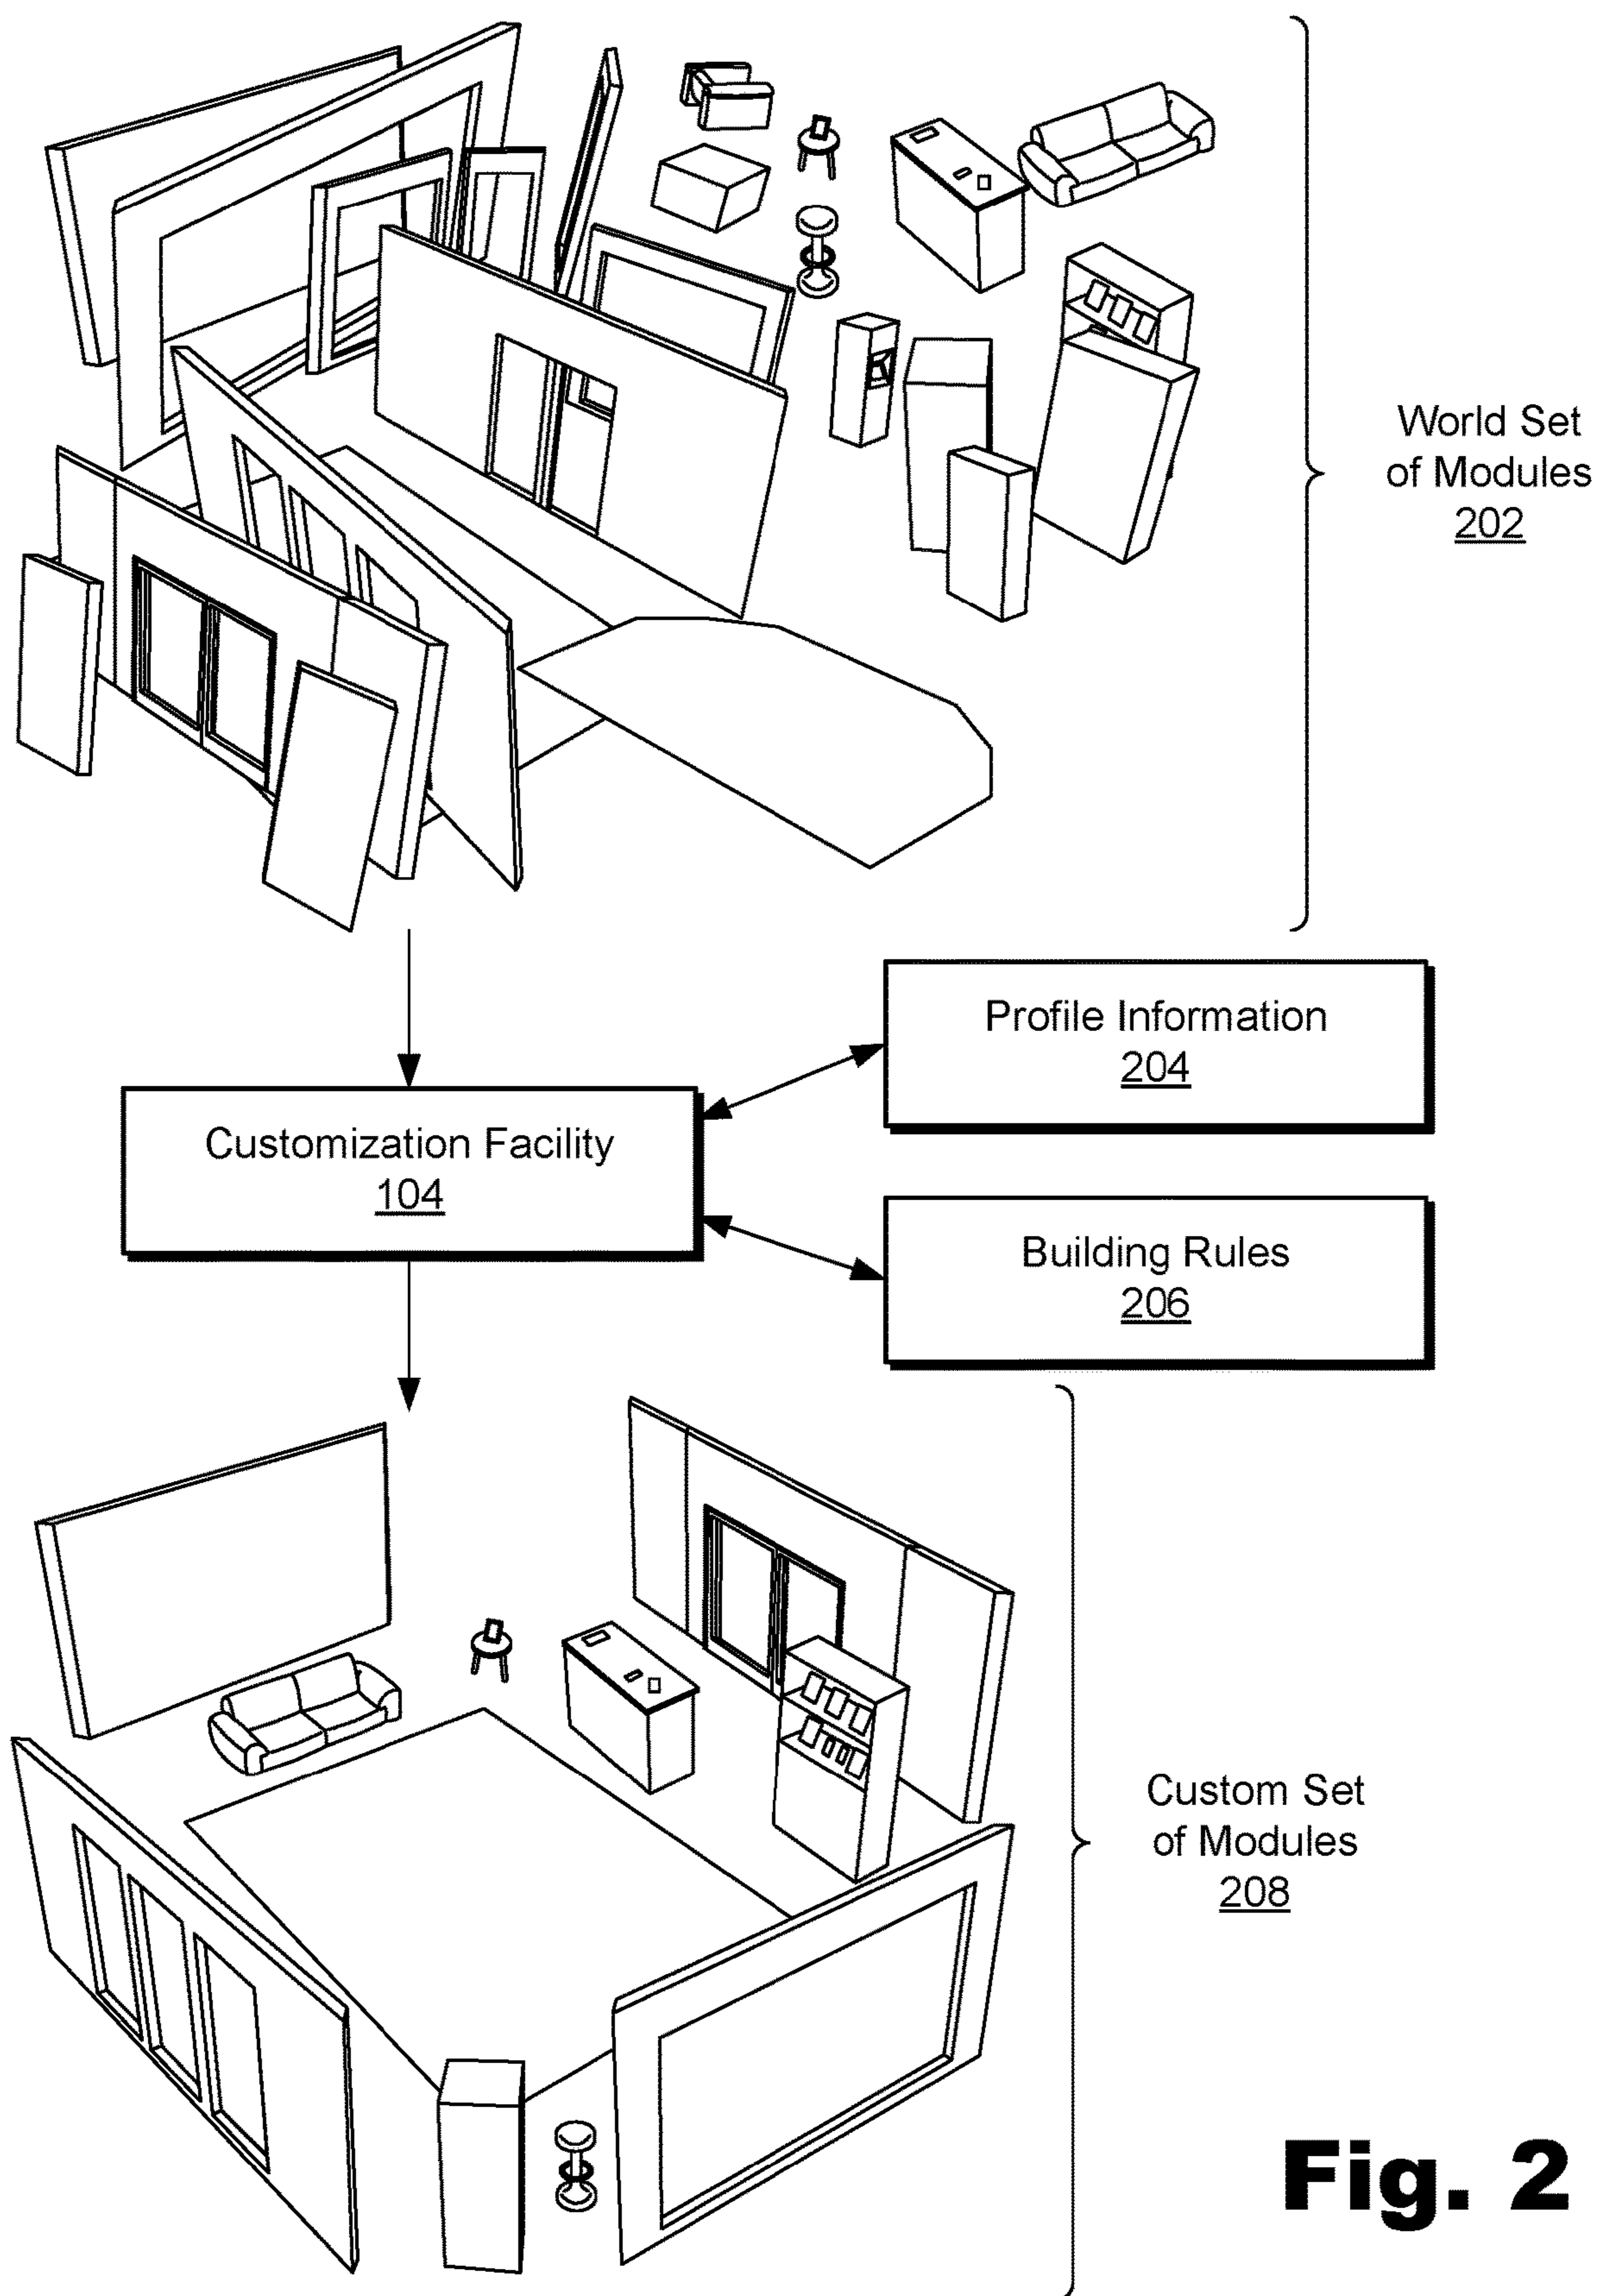 World Set
of Modules
202
Profile Information
204
Customization Facility
104
Building Rules
206
Custom Set
of Modules
208
Fig. 2